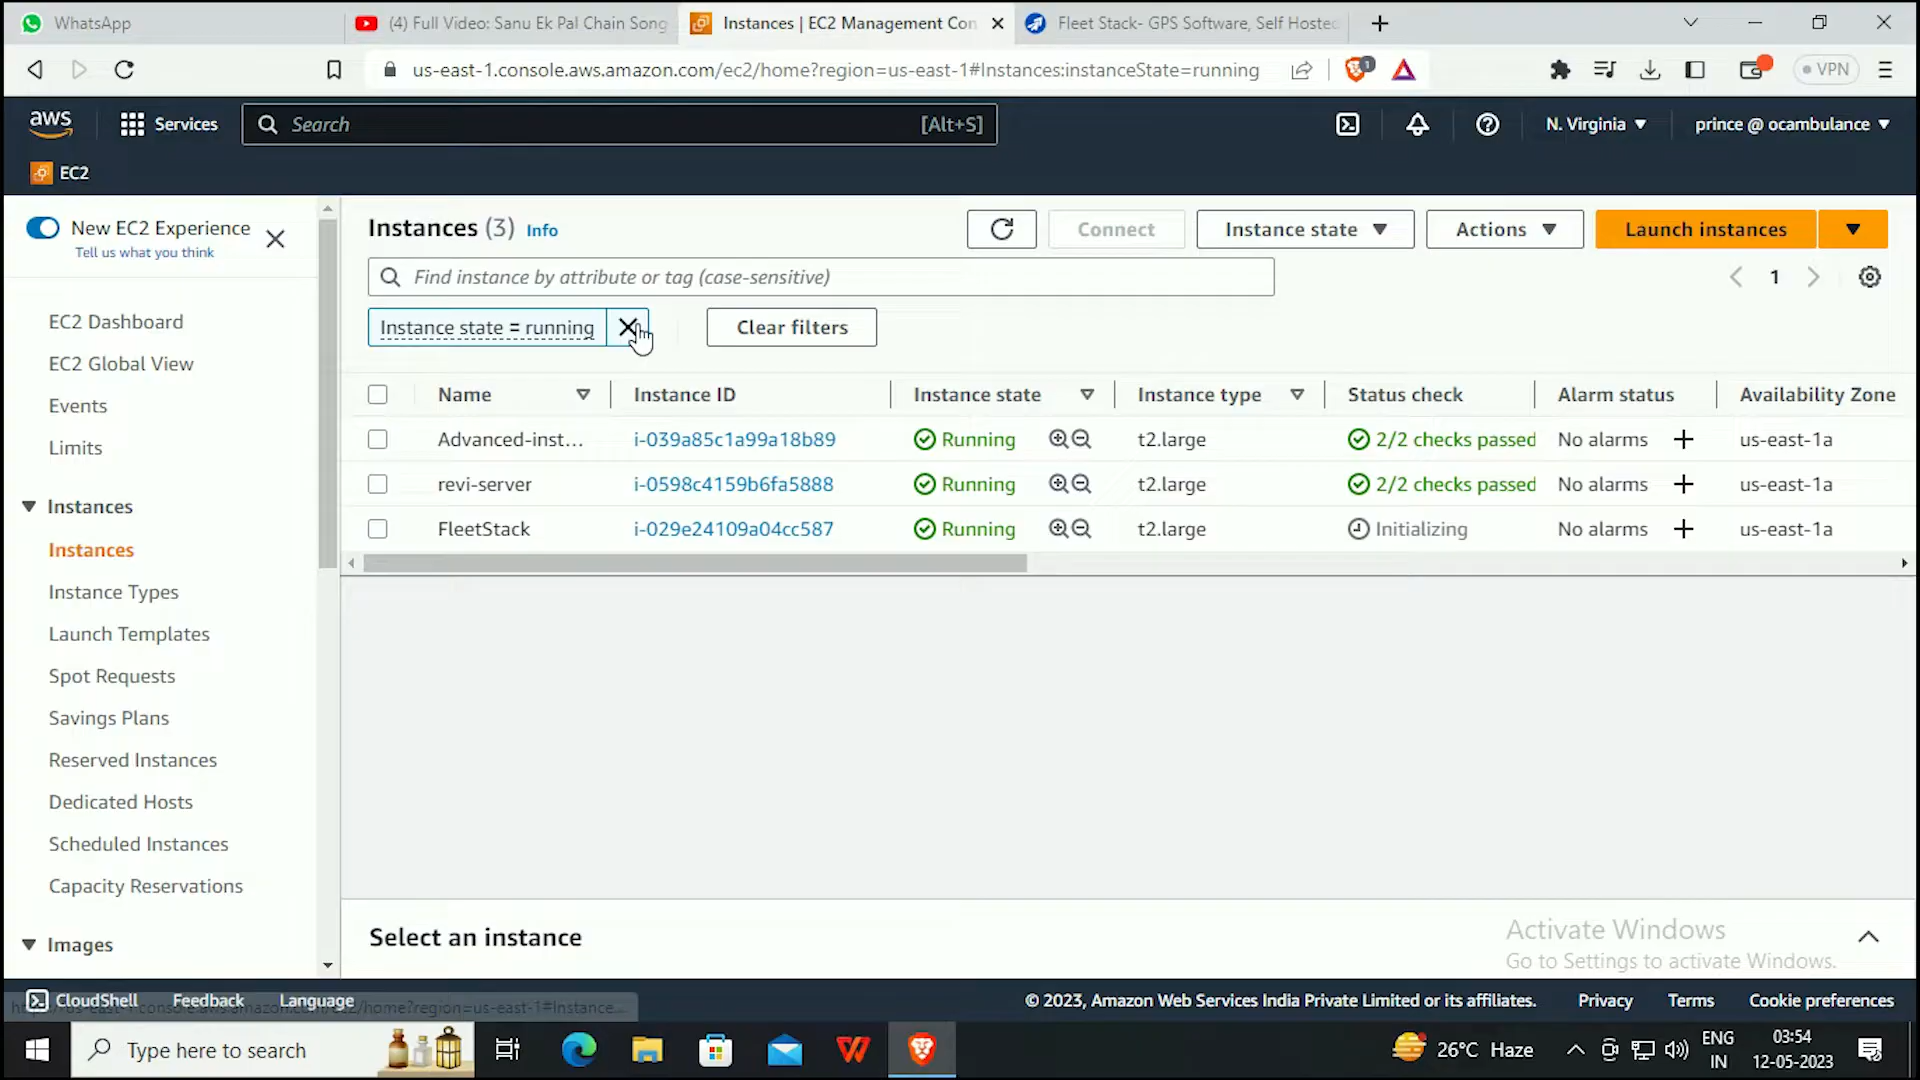 WhatsApp
(4) Full Video: Sanu Ek Pal Chain Song
Instances | EC2 Management Con
Fleet Stack- GPS Software, Self Hosted
us-east-1.console.aws.amazon.com/ec2/home?region=us-east-1#Instances:instanceState=running
1
VPN
aws
Services
Search
[Alt+S]
N. Virginia
prince @ ocambulance
EC2
New EC2 Experience
Tell us what you think
EC2 Dashboard
EC2 Global View
Events
Limits
Instances
Instances
Instance Types
Launch Templates
Spot Requests
Savings Plans
Reserved Instances
Dedicated Hosts
Scheduled Instances
Capacity Reservations
Images
Instances (3) Info
Connect
Instance state
Actions
Launch instances
Find instance by attribute or tag (case-sensitive)
1
Instance state = running
Clear filters
Name Instance ID Instance state Instance type Status check Alarm status Availability Zone
Advanced-inst... i-039a85c1a99a18b89 Running t2.large 2/2 checks passed No alarms + us-east-1a
revi-server i-0598c4159b6fa5888 Running t2.large 2/2 checks passed No alarms + us-east-1a
FleetStack i-029e24109a04cc587 Running t2.large Initializing No alarms + us-east-1a
Select an instance
Activate Windows
Go to Settings to activate Windows.
CloudShell Feedback Language
© 2023, Amazon Web Services India Private Limited or its affiliates. Privacy Terms Cookie preferences
Type here to search
26°C Haze
ENG
IN
03:54
12-05-2023